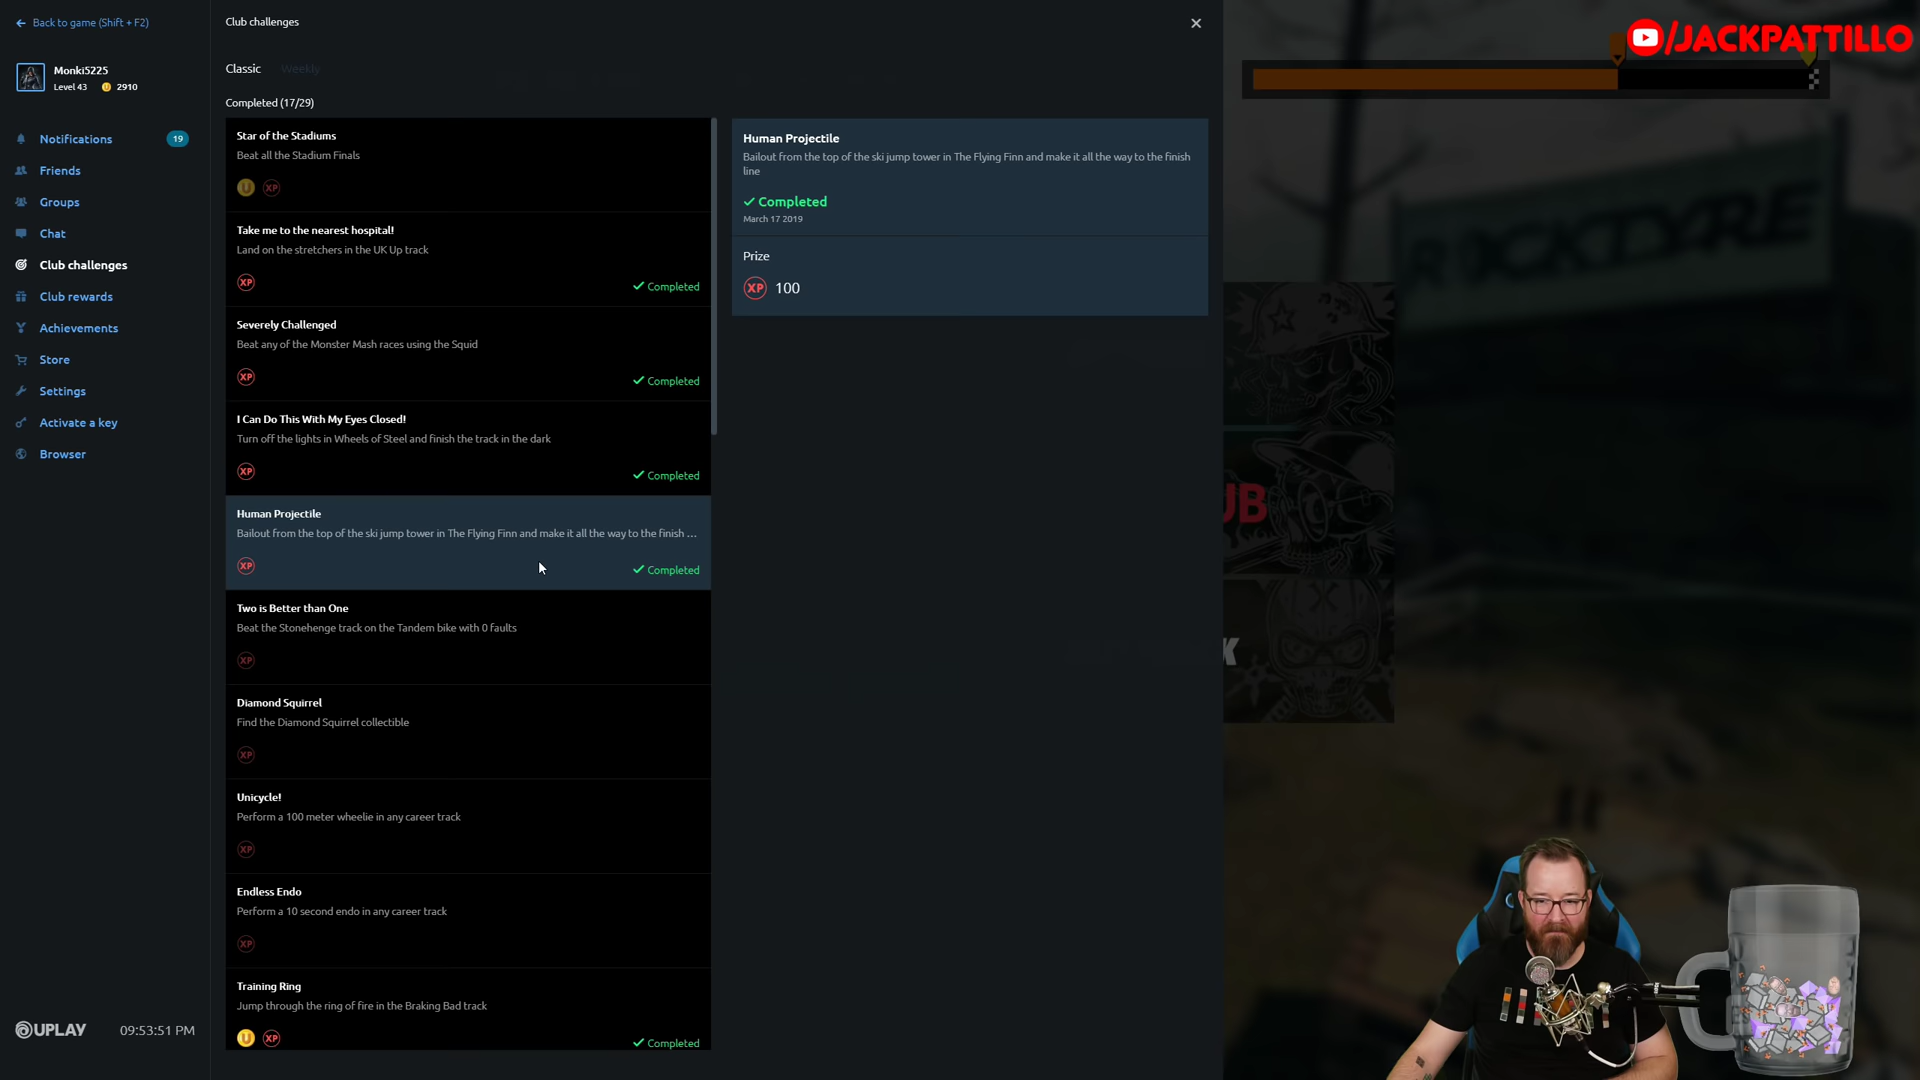 Back to game (Shift + F2)
Monki5225
Level 43 2910
Notifications 19
Friends
Groups
Chat
Club challenges
Club rewards
Achievements
Store
Settings
Activate a key
Browser
UPLAY 09:53:51 PM
Club challenges
Classic Weekly
Completed (17/29)
Star of the Stadiums
Beat all the Stadium Finals
U XP
Take me to the nearest hospital!
Land on the stretchers in the UK Up track
XP Completed
Severely Challenged
Beat any of the Monster Mash races using the Squid
XP Completed
I Can Do This With My Eyes Closed!
Turn off the lights in Wheels of Steel and finish the track in the dark
XP Completed
Human Projectile
Bailout from the top of the ski jump tower in The Flying Finn and make it all the way to the finish ...
XP Completed
Two is Better than One
Beat the Stonehenge track on the Tandem bike with 0 faults
XP
Diamond Squirrel
Find the Diamond Squirrel collectible
XP
Unicycle!
Perform a 100 meter wheelie in any career track
XP
Endless Endo
Perform a 10 second endo in any career track
XP
Training Ring
Jump through the ring of fire in the Braking Bad track
U XP Completed
Human Projectile
Bailout from the top of the ski jump tower in The Flying Finn and make it all the way to the finish
line
Completed
March 17 2019
Prize
XP 100
/JACKPATTILLO
ROCKTYRE
UB
K